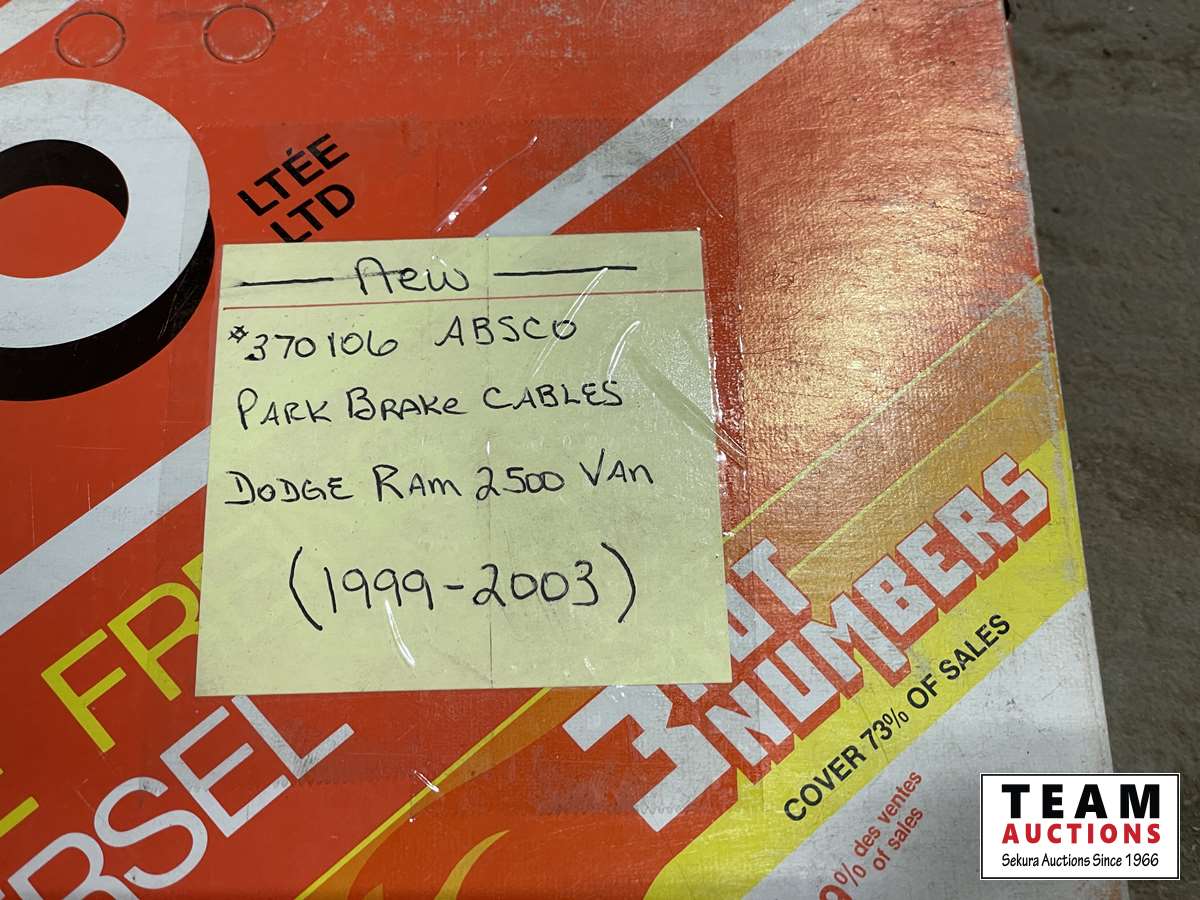 O
LTÉE
LTD
New
#370106 ABSCO
PARK BRAKE CABLES
DODGE RAM 2500 VAN
(1999-2003)
3
NUMBERS
COVER 73% OF SALES
% des ventes
of sales
TEAM
AUCTIONS
Sekura Auctions Since 1966